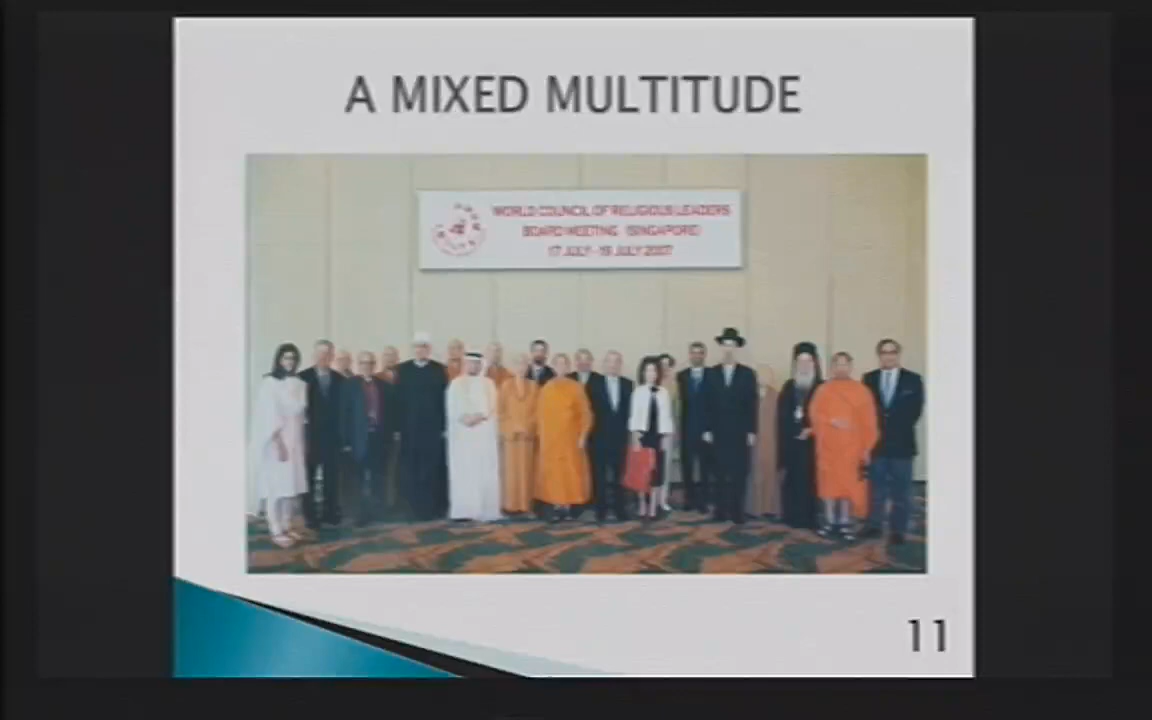 A MIXED MULTITUDE
WORLD COUNCIL OF RELIGIOUS LEADERS
BOARD MEETING (SINGAPORE)
17 JULY - 19 JULY 2007
11